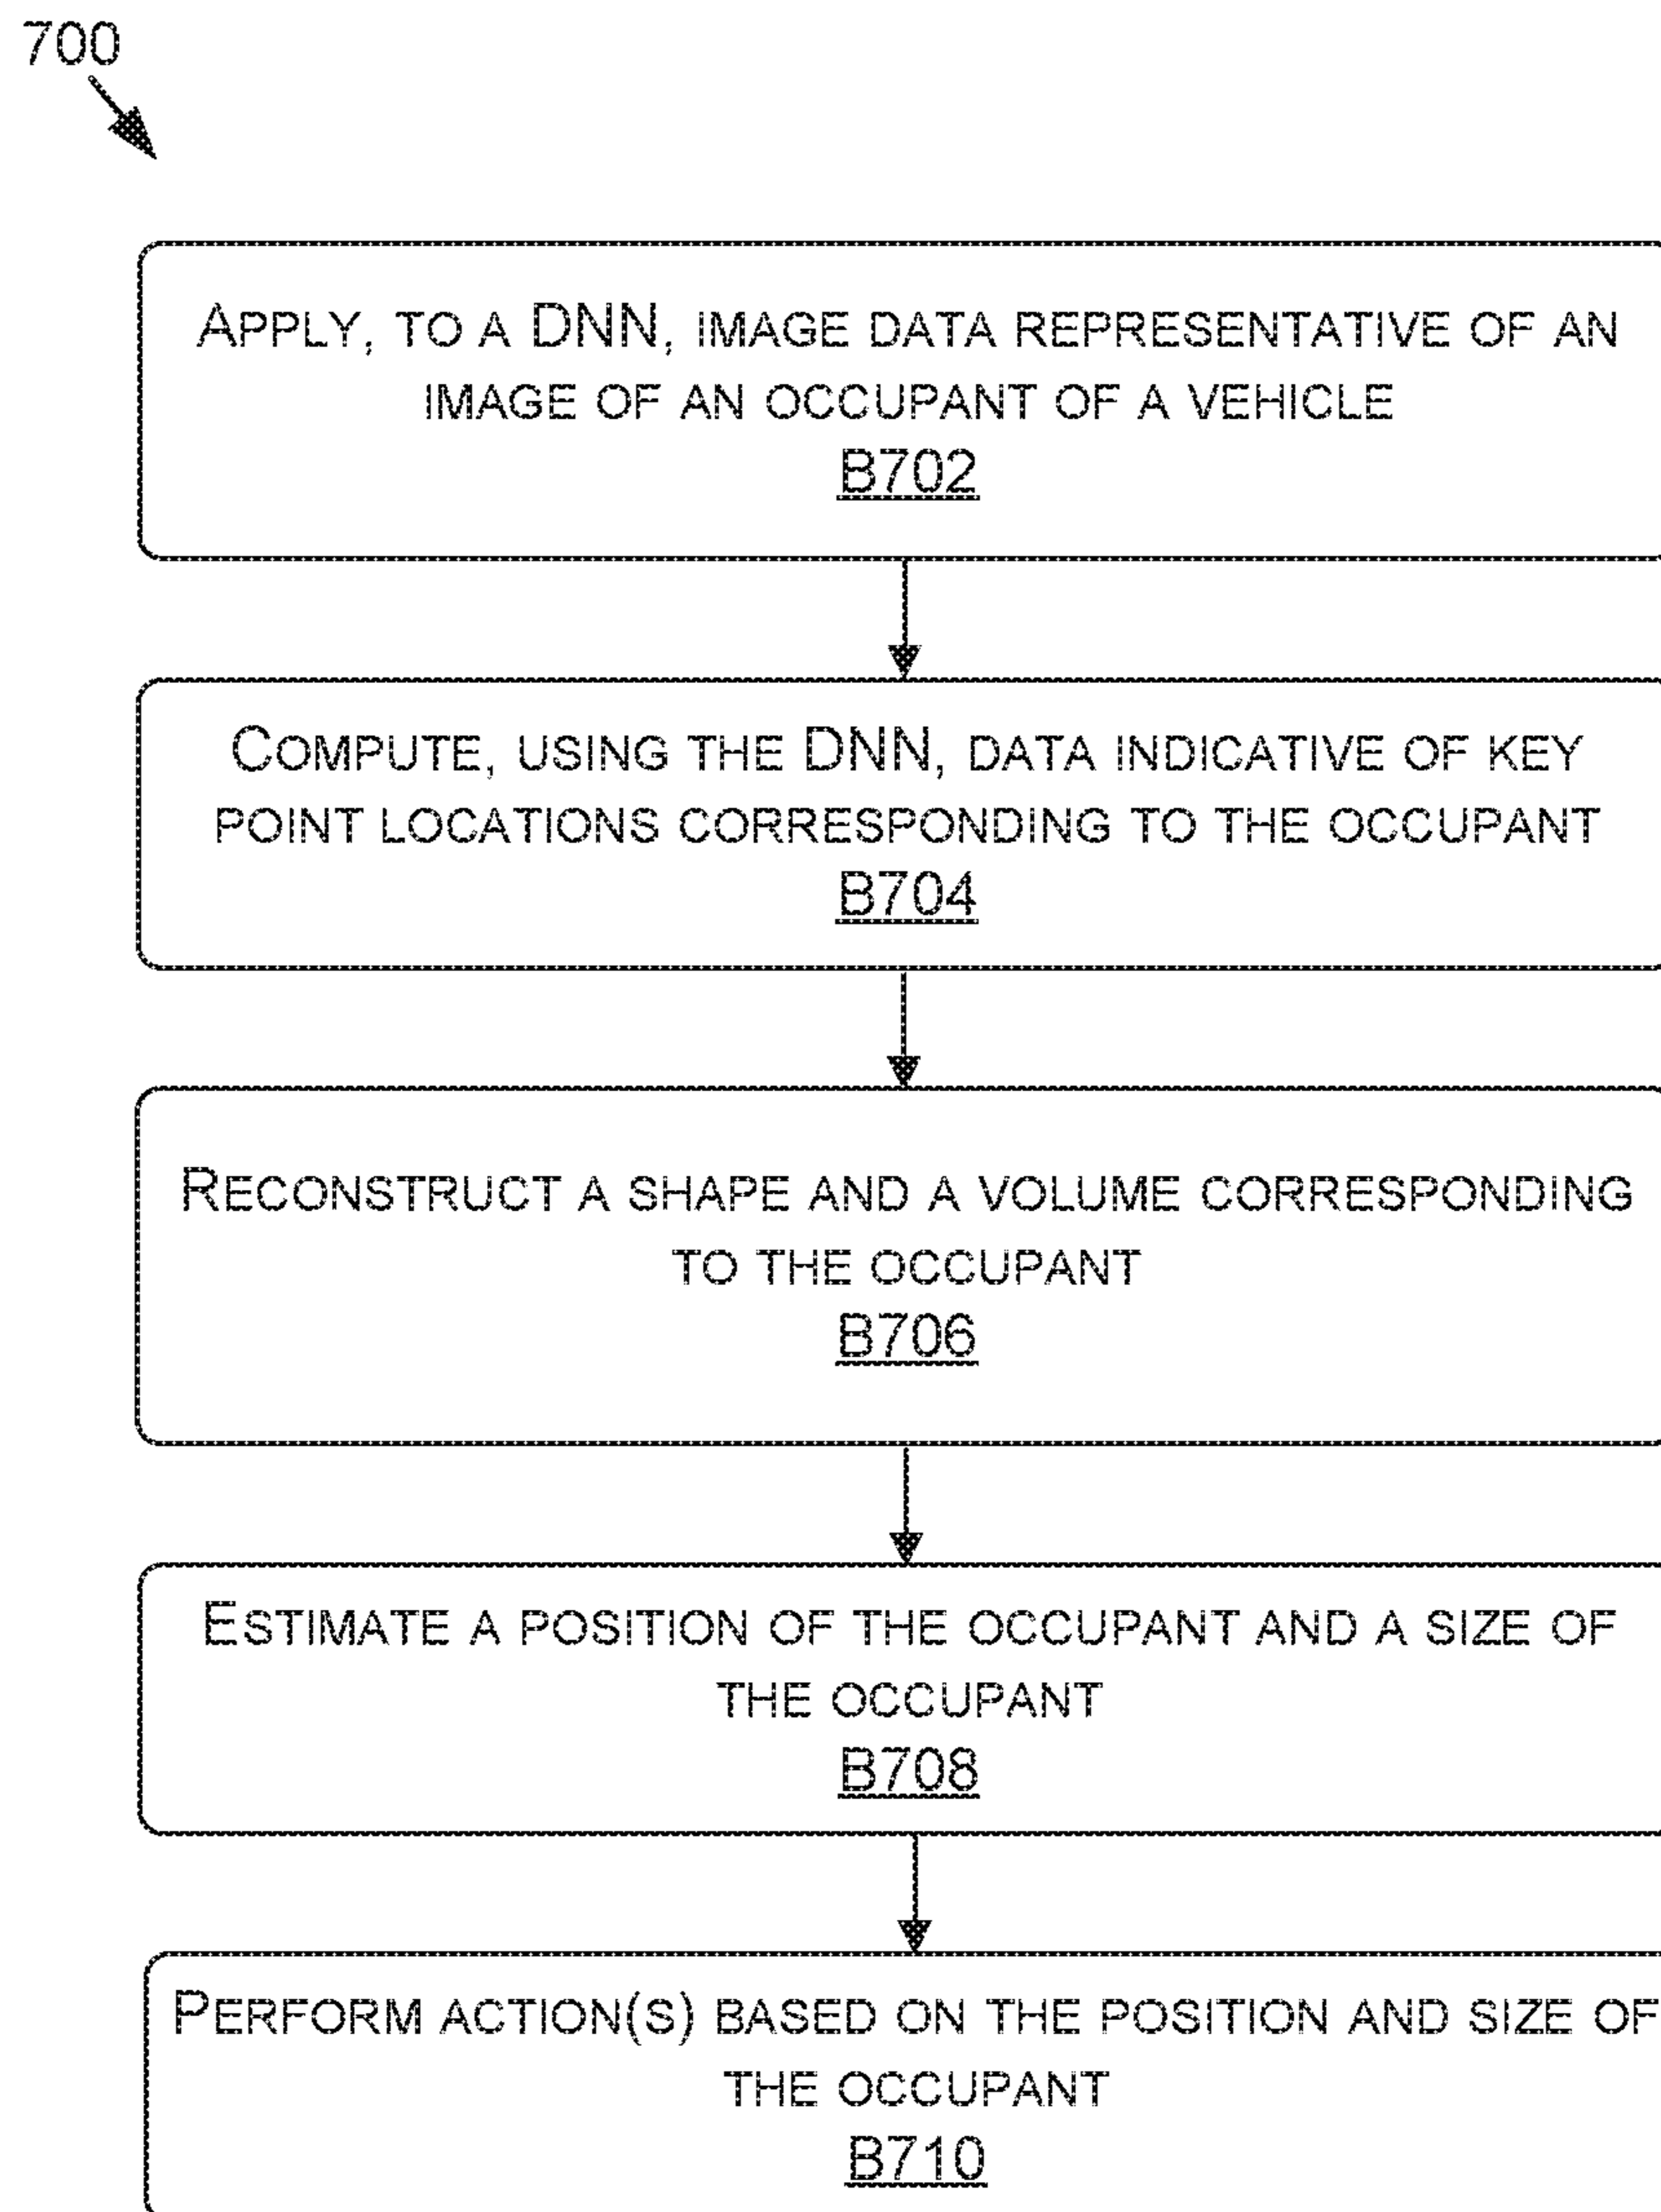 700
APPLY, TO A DNN, IMAGE DATA REPRESENTATIVE OF AN
IMAGE OF AN OCCUPANT OF A VEHICLE
B702
COMPUTE, USING THE DNN, DATA INDICATIVE OF KEY
POINT LOCATIONS CORRESPONDING TO THE OCCUPANT
B704
RECONSTRUCT A SHAPE AND A VOLUME CORRESPONDING
TO THE OCCUPANT
B706
ESTIMATE A POSITION OF THE OCCUPANT AND A SIZE OF
THE OCCUPANT
B708
PERFORM ACTION(S) BASED ON THE POSITION AND SIZE OF
THE OCCUPANT
B710